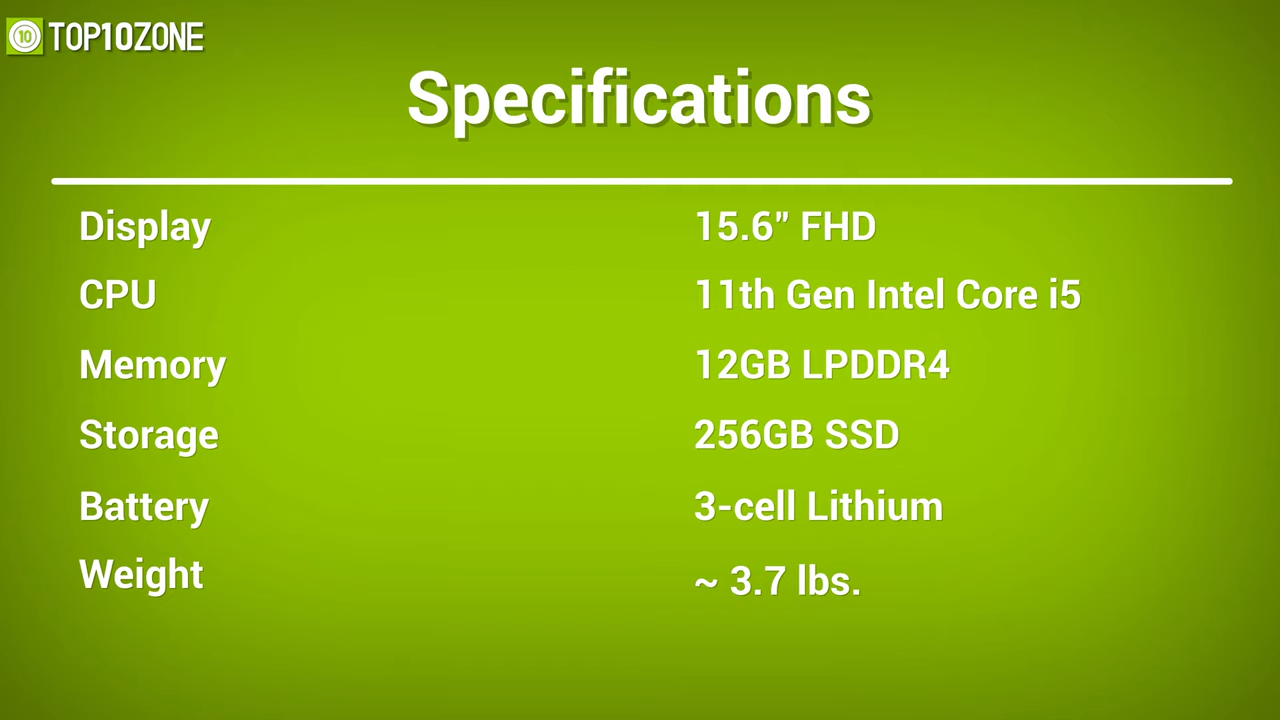 10 TOP10ZONE
Specifications
Display 15.6” FHD
CPU 11th Gen Intel Core i5
Memory 12GB LPDDR4
Storage 256GB SSD
Battery 3-cell Lithium
Weight ~ 3.7 lbs.